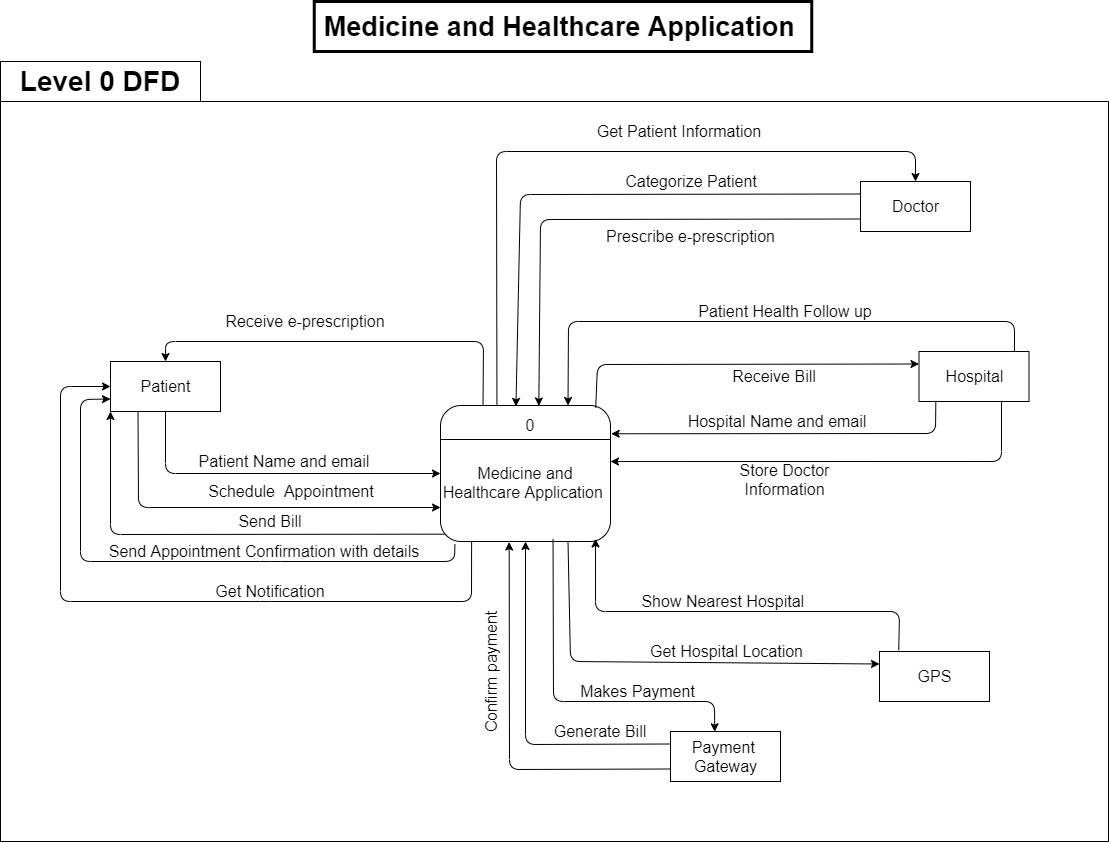 Medicine and Healthcare Application
Level 0 DFD
Get Patient Information
Categorize Patient
Doctor
Prescribe e-prescription
Patient Health Follow up
Receive e-prescription
Patient
Receive Bill
Hospital
Hospital Name and email
0
Patient Name and email
Medicine and
Healthcare Application
Store Doctor
Information
Schedule  Appointment
Send Bill
Send Appointment Confirmation with details
Get Notification
Show Nearest Hospital
Confirm payment
Get Hospital Location
GPS
Makes Payment
Generate Bill
Payment
Gateway